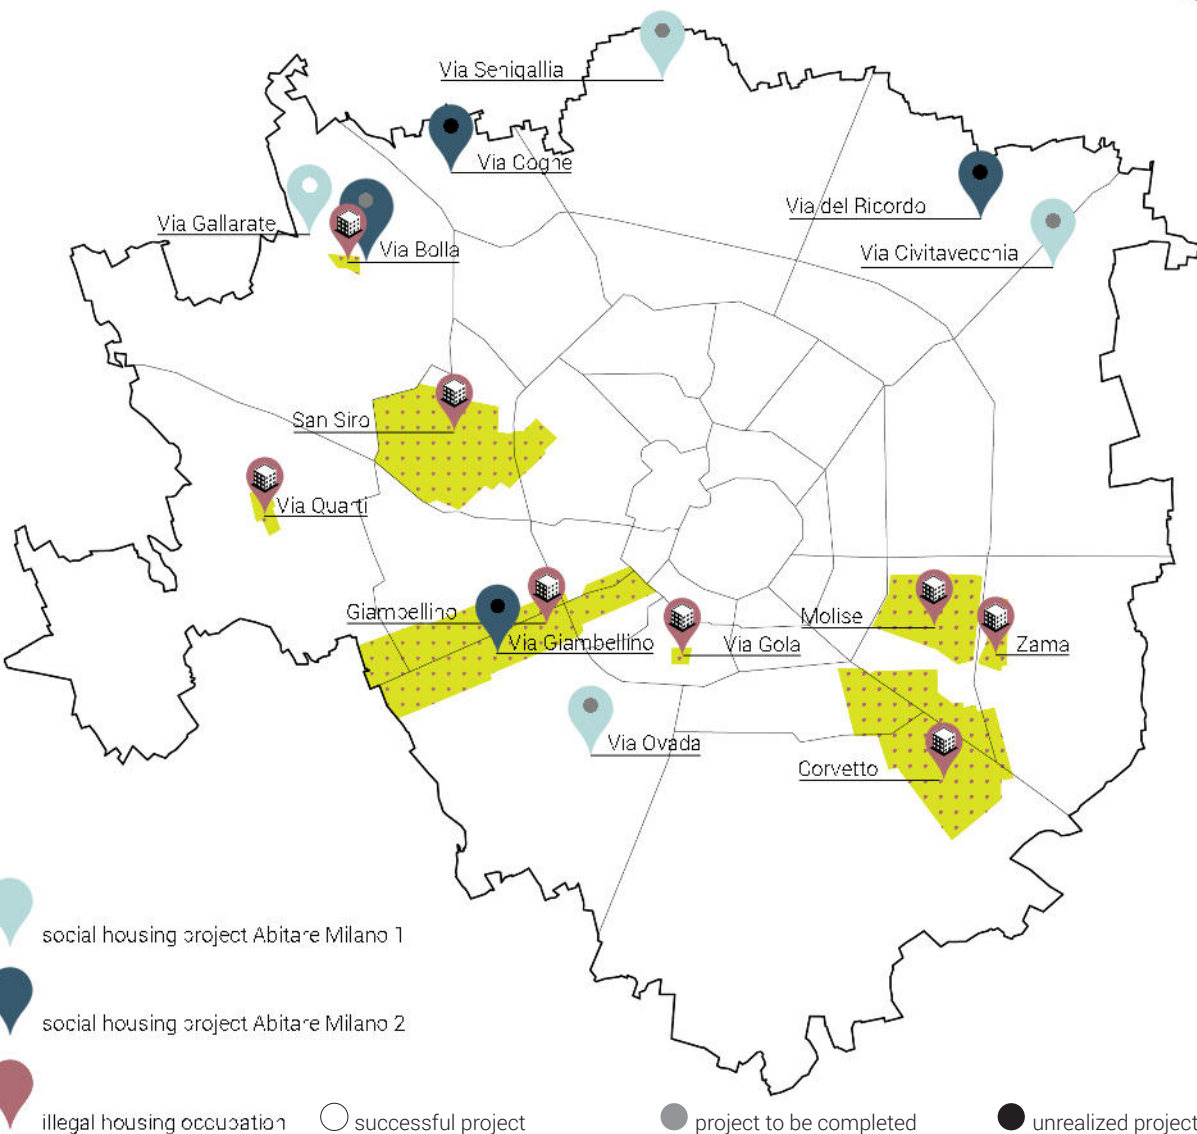 Via Senigallia
Via Cogne
Via del Ricordo
Via Gallarate
Via Bolla
Via Civitavecchia
San Siro
Via Quarti
Giambellino
Via Giambellino
Via Gola
Molise
Zama
Via Ovada
Corvetto
social housing project Abitare Milano 1
social housing project Abitare Milano 2
illegal housing occupation
successful project
project to be completed
unrealized project